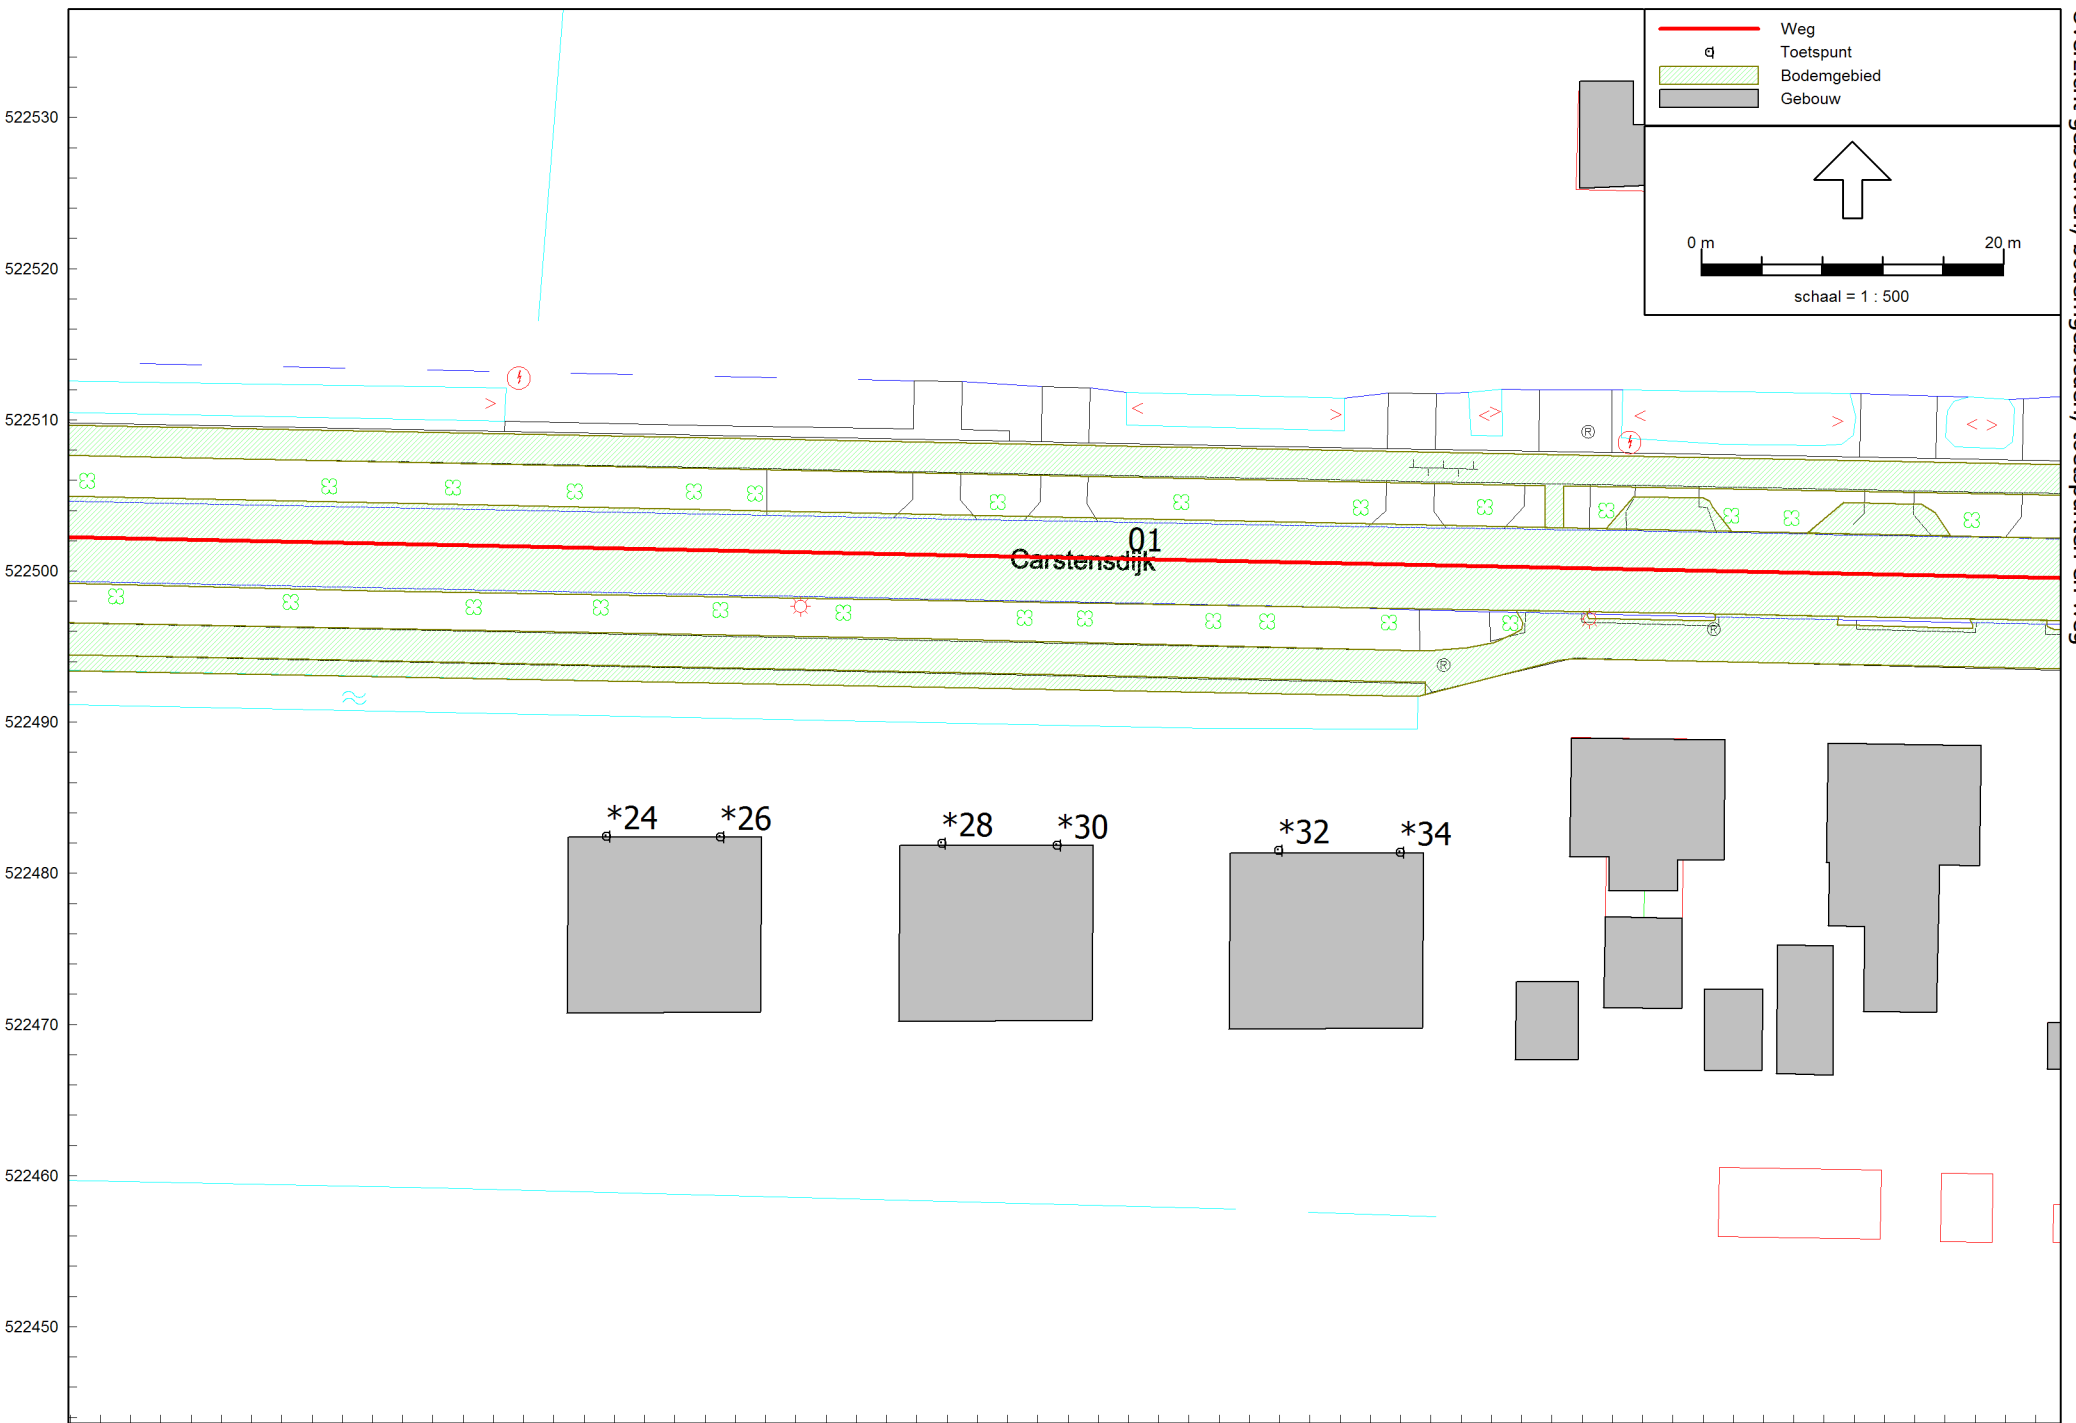 Weg
Toetspunt
Bodemgebied
Gebouw
0 m 20 m
schaal = 1 : 500
522530
522520
522510
522500
522490
522480
522470
522460
522450
01
Carstensdijk
*24 *26 *28 *30 *32 *34
R
R
R